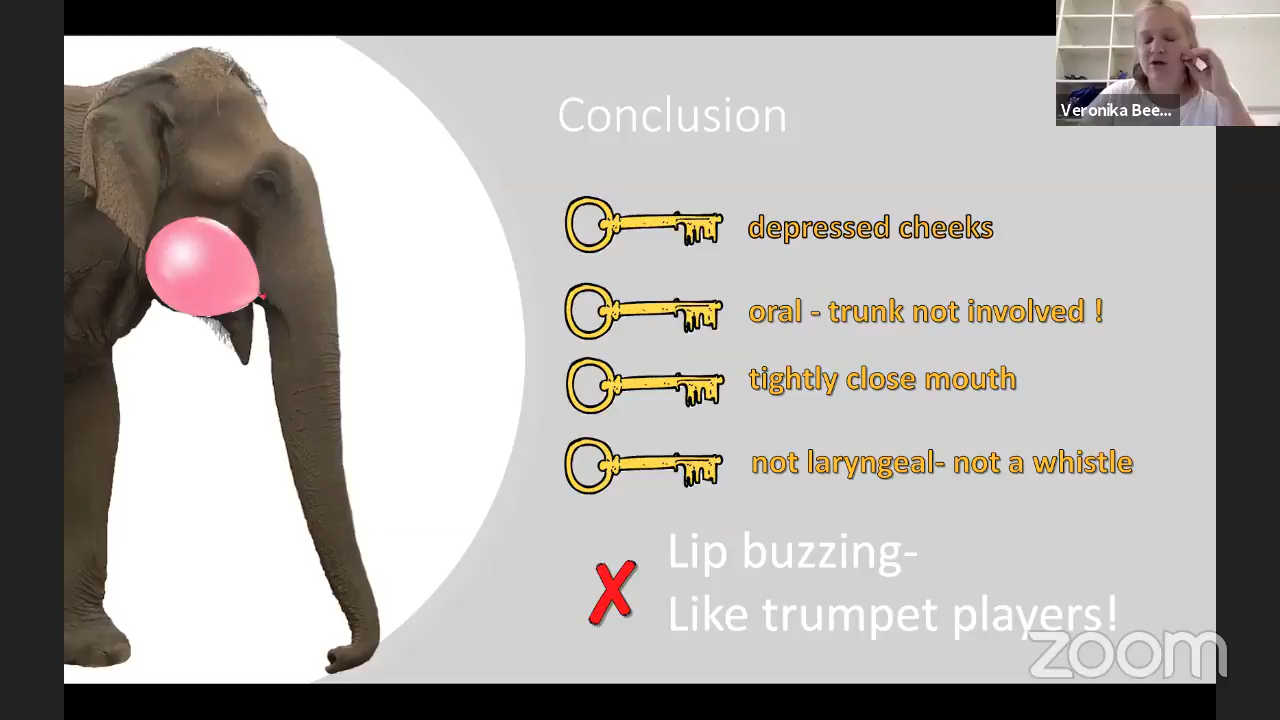 Veronika Bee...
Conclusion
depressed cheeks
oral - trunk not involved !
tightly close mouth
not laryngeal- not a whistle
Lip buzzing-
Like trumpet players!
zoom